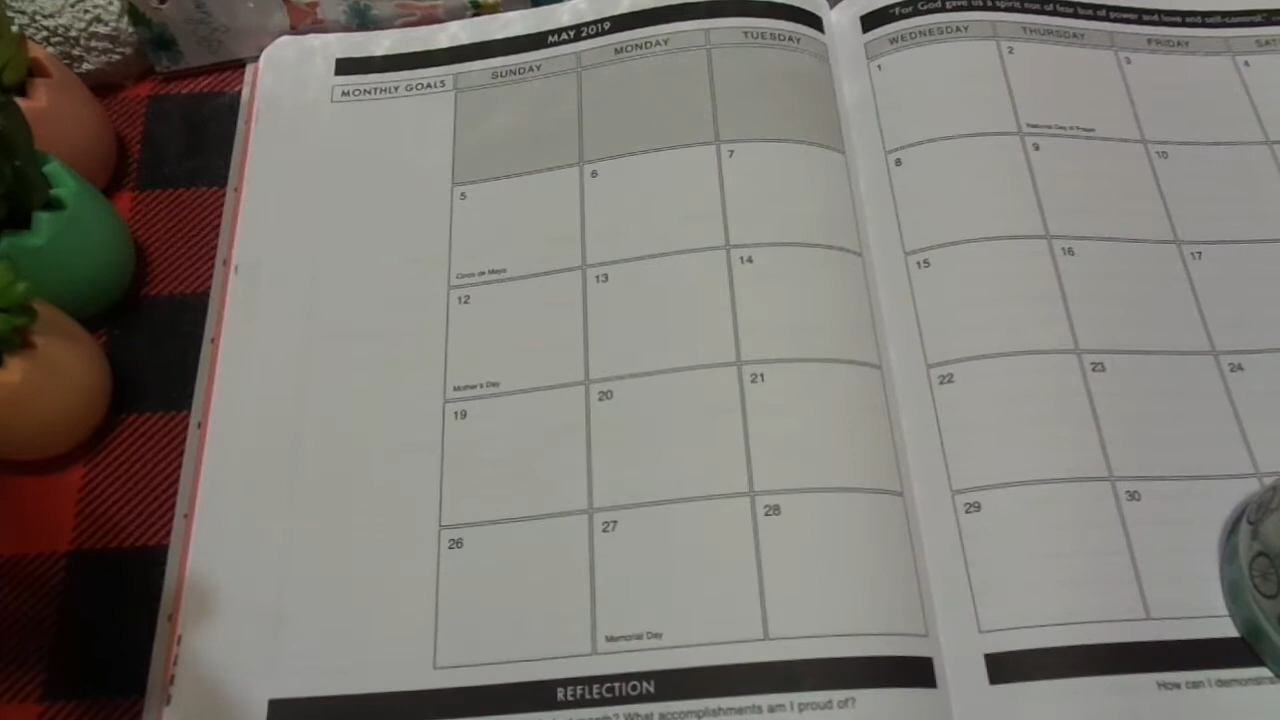 MAY 2019
"For God gave us a spirit not of fear but of power and love and self-control."
MONTHLY GOALS
SUNDAY MONDAY TUESDAY WEDNESDAY THURSDAY FRIDAY SAT
1 2 3 4
National Day of Prayer
5 6 7 8 9 10
Cinco de Mayo
12 13 14 15 16 17
Mother's Day
19 20 21 22 23 24
26 27 28 29 30
Memorial Day
REFLECTION
month? What accomplishments am I proud of?
How can I demonstra